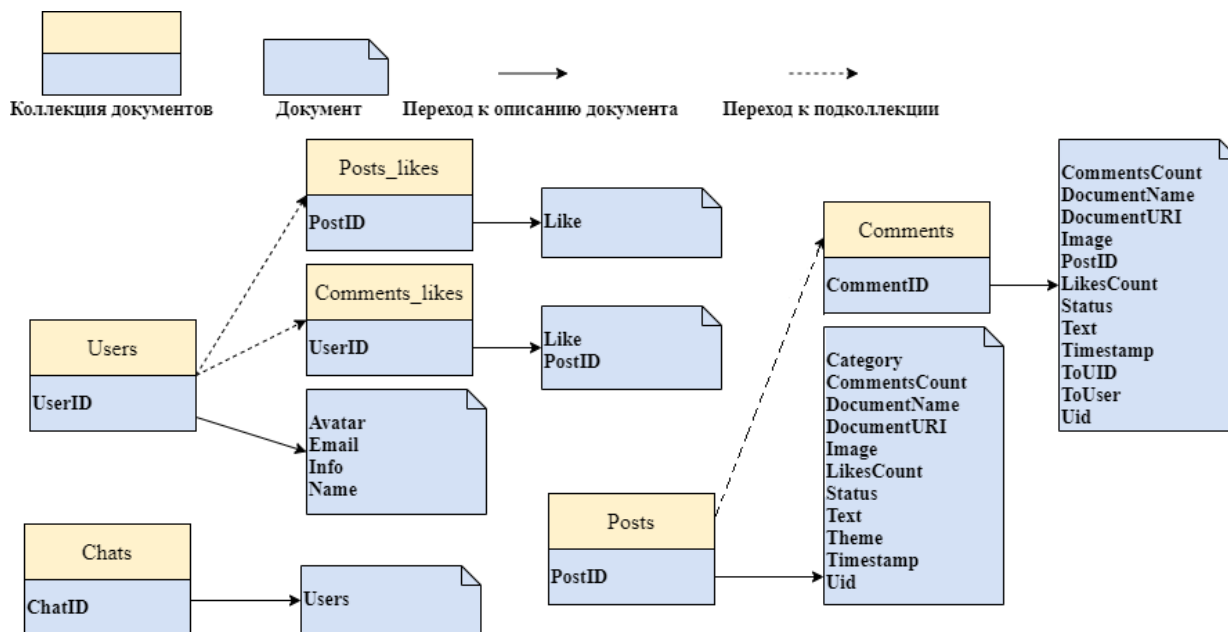 Коллекция документов
Документ
Переход к описанию документа
Переход к подколлекции
Posts_likes
PostID
Like
Comments_likes
UserID
Like
PostID
Users
UserID
Avatar
Email
Info
Name
Chats
ChatID
Users
Comments
CommentID
CommentsCount
DocumentName
DocumentURI
Image
PostID
LikesCount
Status
Text
Timestamp
ToUID
ToUser
Uid
Posts
PostID
Category
CommentsCount
DocumentName
DocumentURI
Image
LikesCount
Status
Text
Theme
Timestamp
Uid